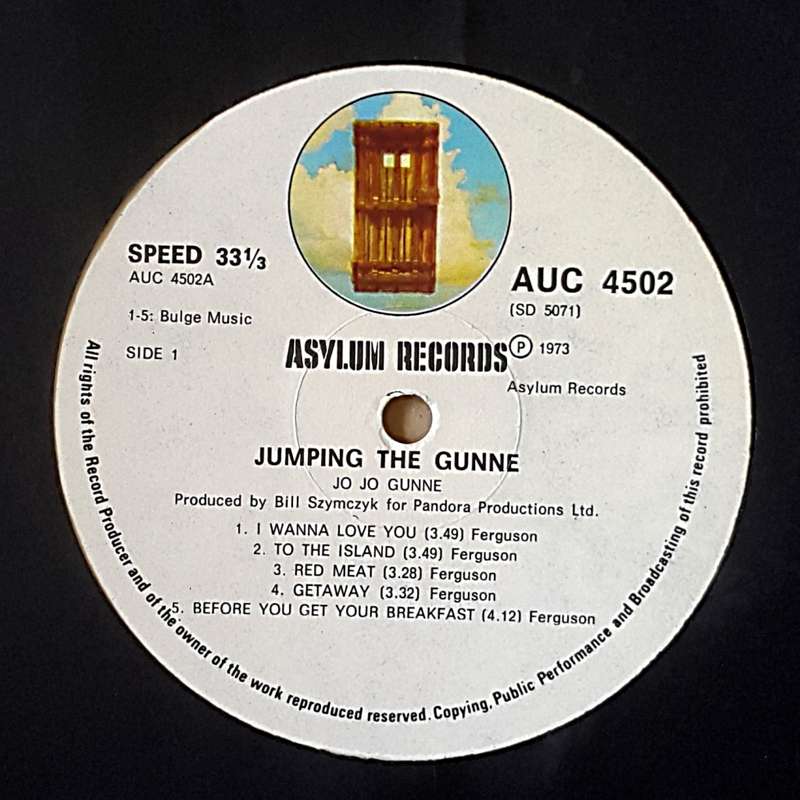 SPEED 33⅓
AUC 4502A
1-5: Bulge Music
SIDE 1
AUC 4502
(SD 5071)
ASYLUM RECORDS
Ⓟ 1973
Asylum Records
JUMPING THE GUNNE
JO JO GUNNE
Produced by Bill Szymczyk for Pandora Productions Ltd.
1. I WANNA LOVE YOU (3.49) Ferguson
2. TO THE ISLAND (3.49) Ferguson
3. RED MEAT (3.28) Ferguson
4. GETAWAY (3.32) Ferguson
5. BEFORE YOU GET YOUR BREAKFAST (4.12) Ferguson
All rights of the Record Producer and of the owner of the work reproduced reserved. Copying, Public Performance and Broadcasting of this record prohibited